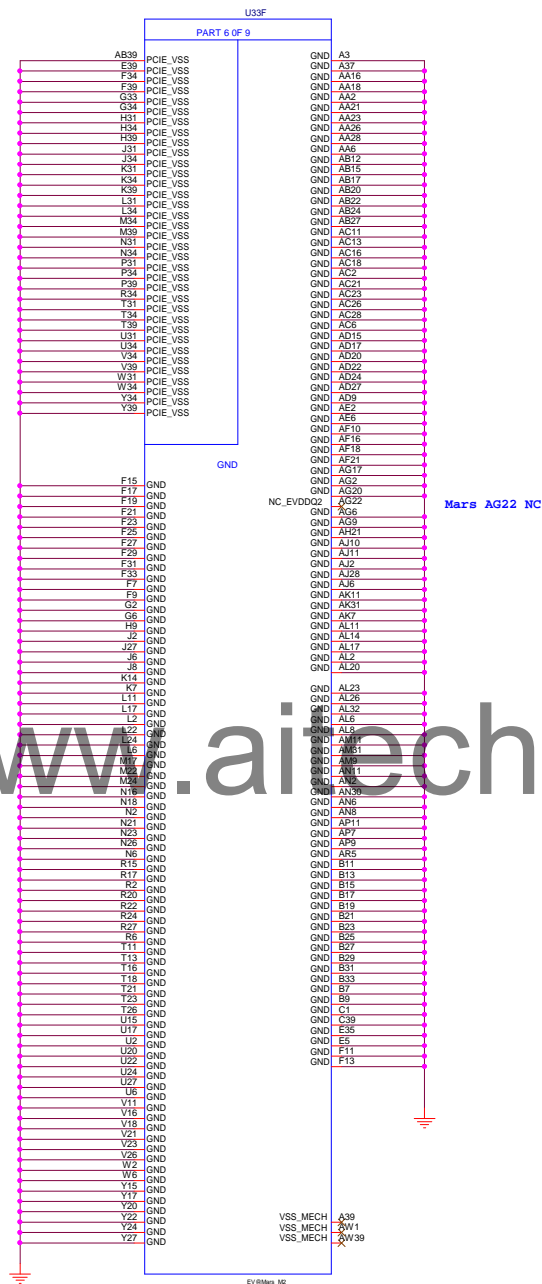 U33F
PART 6 0F 9
AB39 PCIE_VSS
E39 PCIE_VSS
F34 PCIE_VSS
F39 PCIE_VSS
G33 PCIE_VSS
G34 PCIE_VSS
H31 PCIE_VSS
H34 PCIE_VSS
H39 PCIE_VSS
J31 PCIE_VSS
J34 PCIE_VSS
K31 PCIE_VSS
K34 PCIE_VSS
K39 PCIE_VSS
L31 PCIE_VSS
L34 PCIE_VSS
M34 PCIE_VSS
M39 PCIE_VSS
N31 PCIE_VSS
N34 PCIE_VSS
P31 PCIE_VSS
P34 PCIE_VSS
P39 PCIE_VSS
R34 PCIE_VSS
T31 PCIE_VSS
T34 PCIE_VSS
T39 PCIE_VSS
U31 PCIE_VSS
U34 PCIE_VSS
V34 PCIE_VSS
V39 PCIE_VSS
W31 PCIE_VSS
W34 PCIE_VSS
Y34 PCIE_VSS
Y39 PCIE_VSS
GND
F15 GND
F17 GND
F19 GND
F21 GND
F23 GND
F25 GND
F27 GND
F29 GND
F31 GND
F33 GND
F7 GND
F9 GND
G2 GND
G6 GND
H9 GND
J2 GND
J27 GND
J6 GND
J8 GND
K14 GND
K7 GND
L11 GND
L17 GND
L2 GND
L22 GND
L24 GND
L6 GND
M17 GND
M22 GND
M24 GND
N16 GND
N18 GND
N2 GND
N21 GND
N23 GND
N26 GND
N6 GND
R15 GND
R17 GND
R2 GND
R20 GND
R22 GND
R24 GND
R27 GND
R6 GND
T11 GND
T13 GND
T16 GND
T18 GND
T21 GND
T23 GND
T26 GND
U15 GND
U17 GND
U2 GND
U20 GND
U22 GND
U24 GND
U27 GND
U6 GND
V11 GND
V16 GND
V18 GND
V21 GND
V23 GND
V26 GND
W2 GND
W6 GND
Y15 GND
Y17 GND
Y20 GND
Y22 GND
Y24 GND
Y27 GND
GND A3
GND A37
GND AA16
GND AA18
GND AA2
GND AA21
GND AA23
GND AA26
GND AA28
GND AA6
GND AB12
GND AB15
GND AB17
GND AB20
GND AB22
GND AB24
GND AB27
GND AC11
GND AC13
GND AC16
GND AC18
GND AC2
GND AC21
GND AC23
GND AC26
GND AC28
GND AC6
GND AD15
GND AD17
GND AD20
GND AD22
GND AD24
GND AD27
GND AD9
GND AE2
GND AE6
GND AF10
GND AF16
GND AF18
GND AF21
GND AG17
GND AG2
GND AG20
NC_EVDDQ2 AG22
Mars AG22 NC
GND AG6
GND AG9
GND AH21
GND AJ10
GND AJ11
GND AJ2
GND AJ28
GND AJ6
GND AK11
GND AK31
GND AK7
GND AL11
GND AL14
GND AL17
GND AL2
GND AL20
GND AL23
GND AL26
GND AL32
GND AL6
GND AL8
GND AM11
GND AM31
GND AM9
GND AN11
GND AN2
GND AN30
GND AN6
GND AN8
GND AP11
GND AP7
GND AP9
GND AR5
GND B11
GND B13
GND B15
GND B17
GND B19
GND B21
GND B23
GND B25
GND B27
GND B29
GND B31
GND B33
GND B7
GND B9
GND C1
GND C39
GND E35
GND E5
GND F11
GND F13
VSS_MECH A39
VSS_MECH AW1
VSS_MECH AW39
EV@Mars_M2
ww.aitech